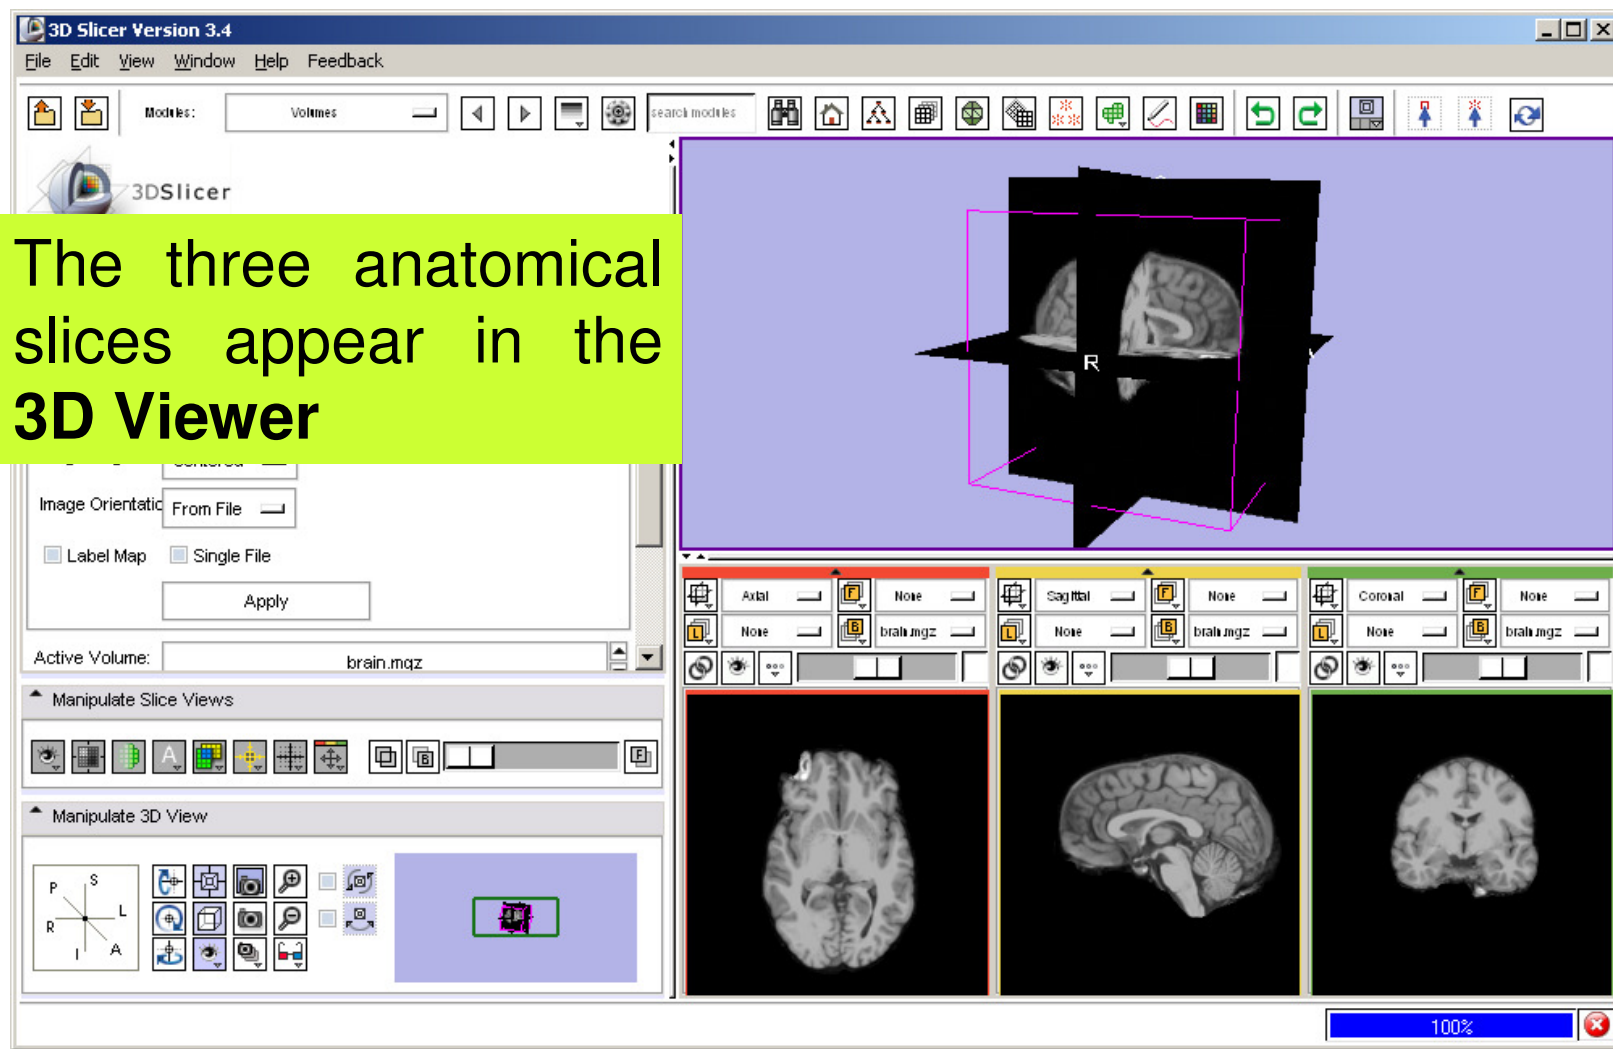 3D Slicer Version 3.4
File Edit View Window Help Feedback
Modules: Volumes search modules
3DSlicer
The three anatomical
slices appear in the
3D Viewer
R
Image Orientatic From File
Label Map Single File
Apply
Active Volume: brain.mgz
Manipulate Slice Views
A B F
Manipulate 3D View
P S
R L
I A
Axial F None
L None B brain.mgz
Sagittal F None
L None B brain.mgz
Coronal F None
L None B brain.mgz
100%